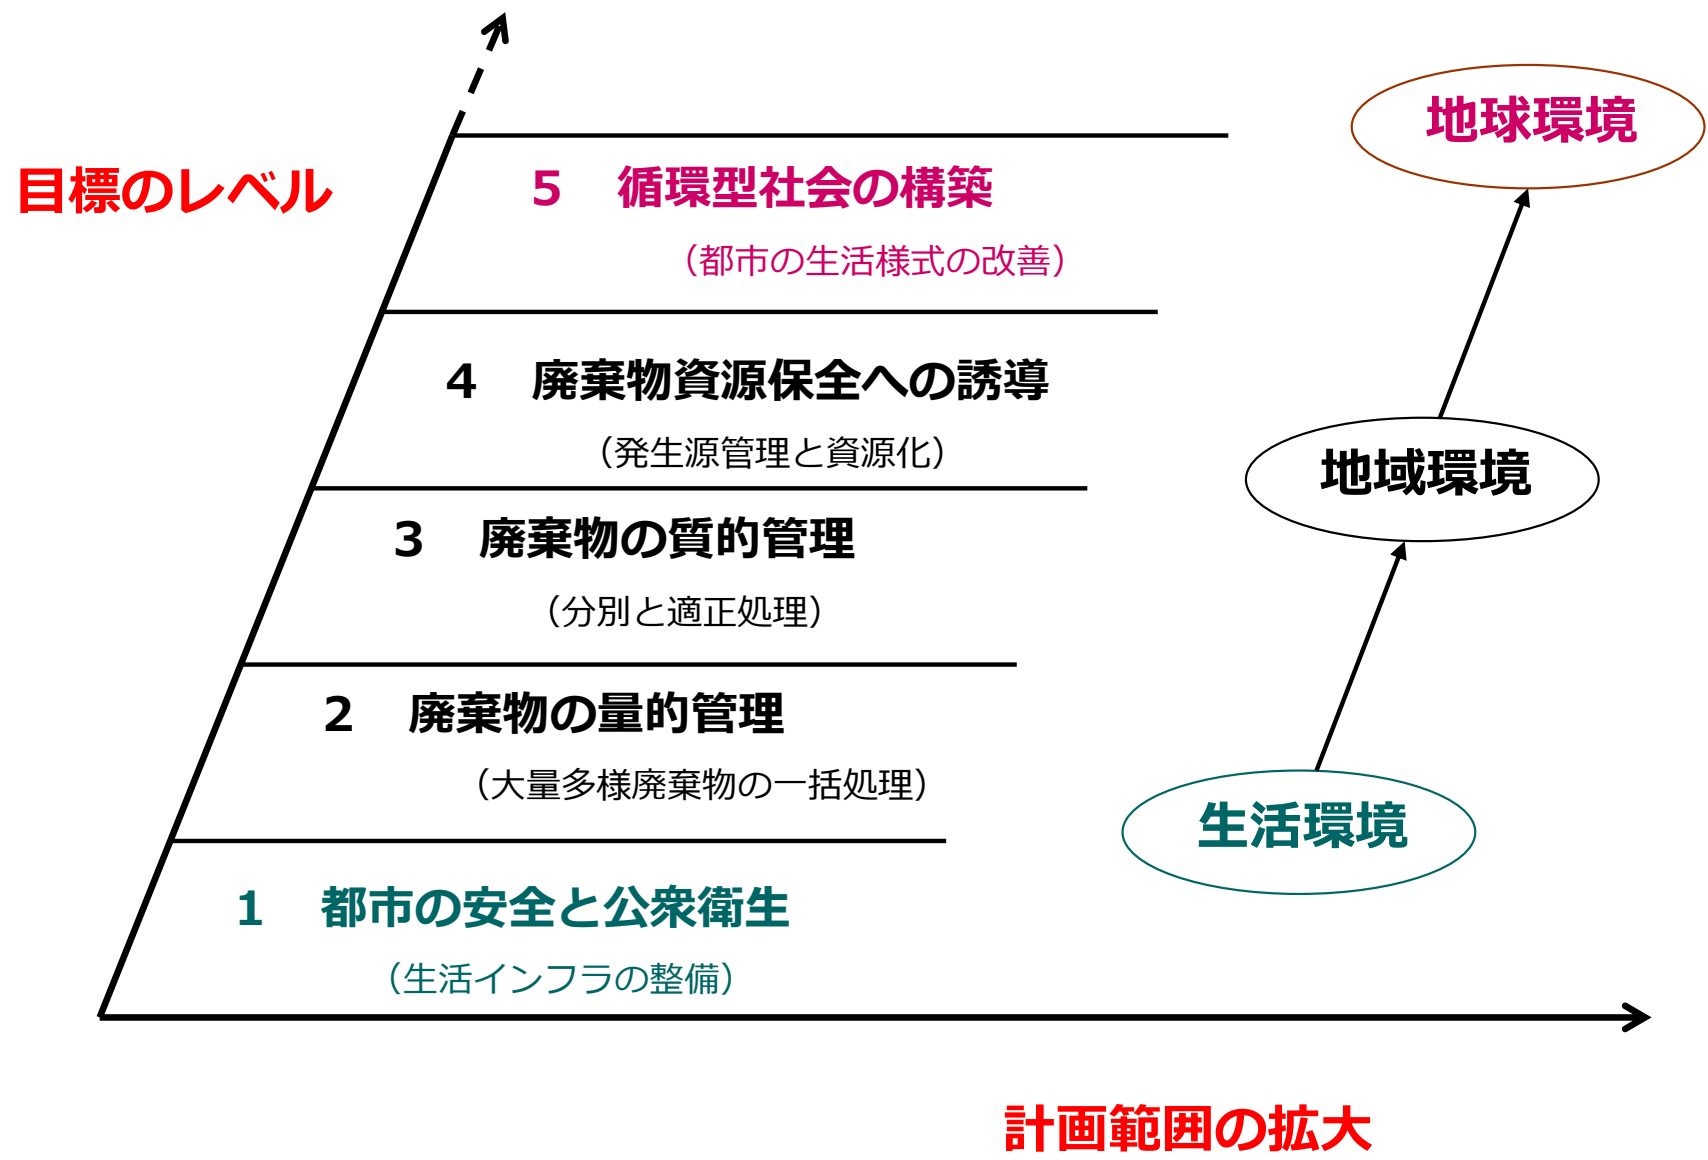 地球環境
目標のレベル
5 循環型社会の構築
（都市の生活様式の改善）
4 廃棄物資源保全への誘導
（発生源管理と資源化）
地域環境
3 廃棄物の質的管理
（分別と適正処理）
2 廃棄物の量的管理
（大量多様廃棄物の一括処理）
生活環境
1 都市の安全と公衆衛生
（生活インフラの整備）
計画範囲の拡大